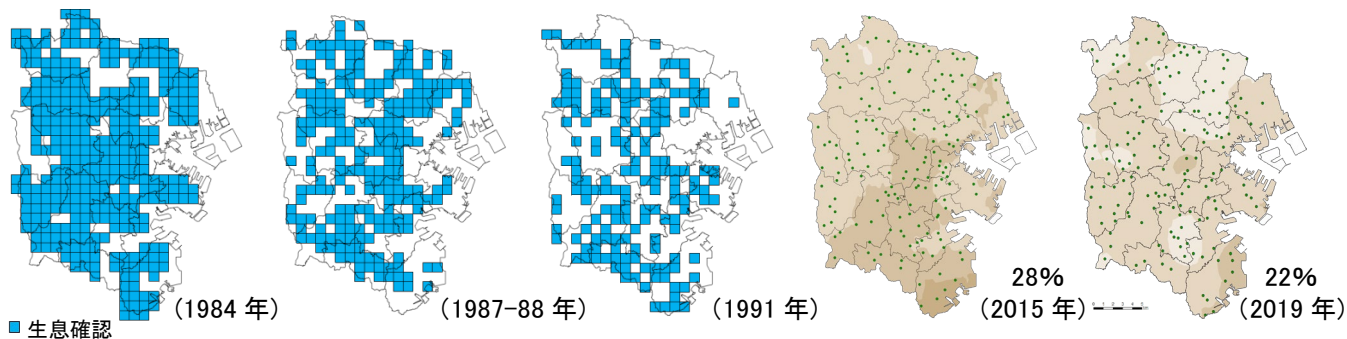 (1984 年)
(1987-88 年)
(1991 年)
28%
(2015 年)
22%
(2019 年)
生息確認